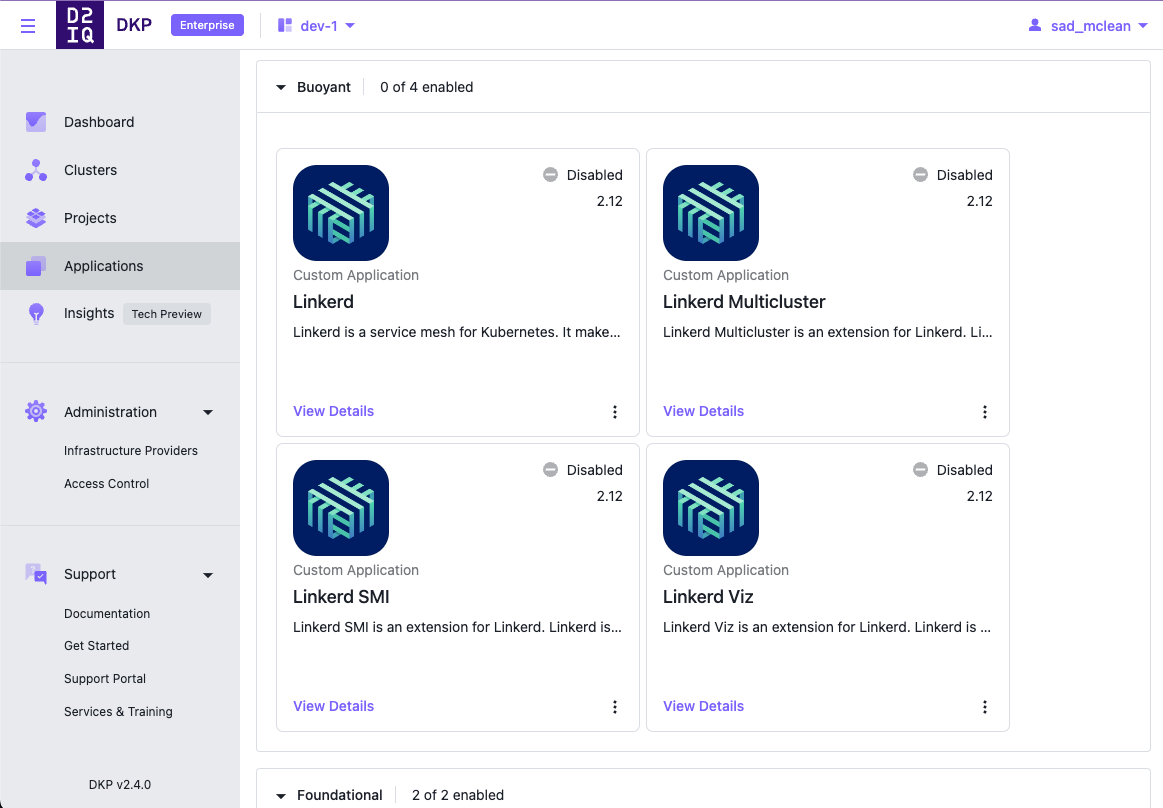 D2
IQ
DKP
Enterprise
dev-1
sad_mclean
Dashboard
Clusters
Projects
Applications
Insights
Tech Preview
Administration
Infrastructure Providers
Access Control
Support
Documentation
Get Started
Support Portal
Services & Training
DKP v2.4.0
Buoyant
0 of 4 enabled
Disabled
2.12
Custom Application
Linkerd
Linkerd is a service mesh for Kubernetes. It make...
View Details
Disabled
2.12
Custom Application
Linkerd Multicluster
Linkerd Multicluster is an extension for Linkerd. Li...
View Details
Disabled
2.12
Custom Application
Linkerd SMI
Linkerd SMI is an extension for Linkerd. Linkerd is...
View Details
Disabled
2.12
Custom Application
Linkerd Viz
Linkerd Viz is an extension for Linkerd. Linkerd is ...
View Details
Foundational
2 of 2 enabled